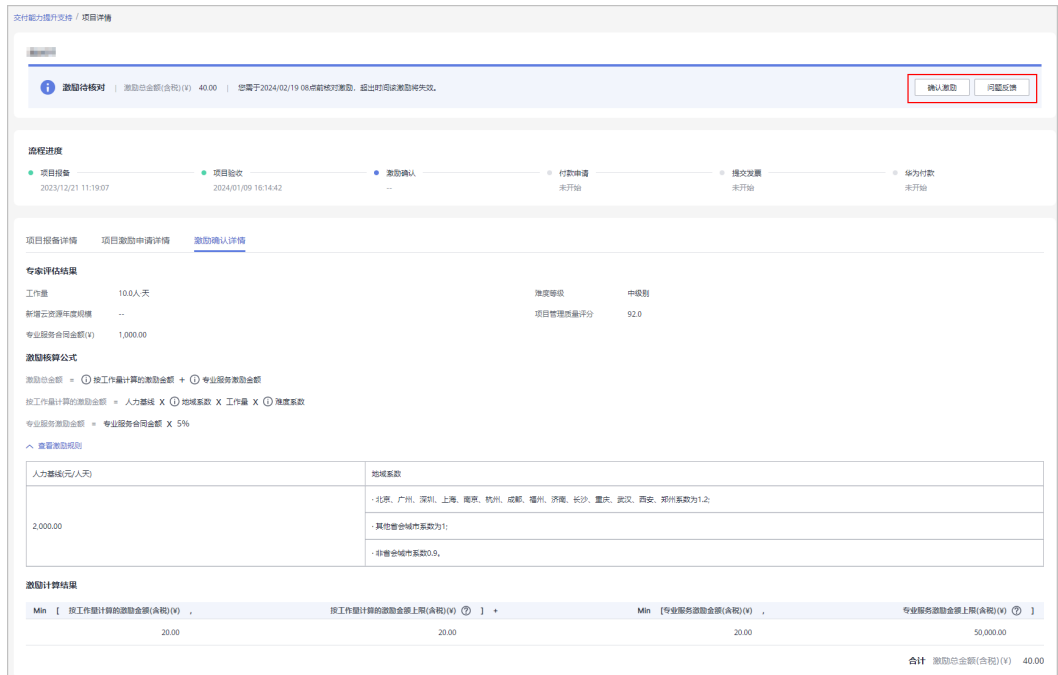 交付能力提升支持 / 项目详情
激励待核对 | 激励总金额(含税)(¥) 40.00 | 您需于2024/02/19 08点前核对激励，超出时间该激励将失效。 确认激励 问题反馈
流程进度
项目报备 项目验收 激励确认 付款申请 提交发票 华为付款
2023/12/21 11:19:07 2024/01/09 16:14:42 -- 未开始 未开始 未开始
项目报备详情 项目激励申请详情 激励确认详情
专家评估结果
工作量 10.0人天 难度等级 中级别
新增云资源年度规模 -- 项目管理质量评分 92.0
专业服务合同金额(¥) 1,000.00
激励核算公式
激励总金额 = 按工作量计算的激励金额 + 专业服务激励金额
按工作量计算的激励金额 = 人力基线 X 地域系数 X 工作量 X 难度系数
专业服务激励金额 = 专业服务合同金额 X 5%
查看激励规则
人力基线(元/人天) 地域系数
· 北京、广州、深圳、上海、南京、杭州、成都、福州、济南、长沙、重庆、武汉、西安、郑州系数为1.2;
2,000.00 · 其他省会城市系数为1;
· 非省会城市系数0.9。
激励计算结果
Min [ 按工作量计算的激励金额(含税)(¥) , 按工作量计算的激励金额上限(含税)(¥) ? ] + Min [专业服务激励金额(含税)(¥) , 专业服务激励金额上限(含税)(¥) ? ]
20.00 20.00 20.00 50,000.00
合计 激励总金额(含税)(¥) 40.00